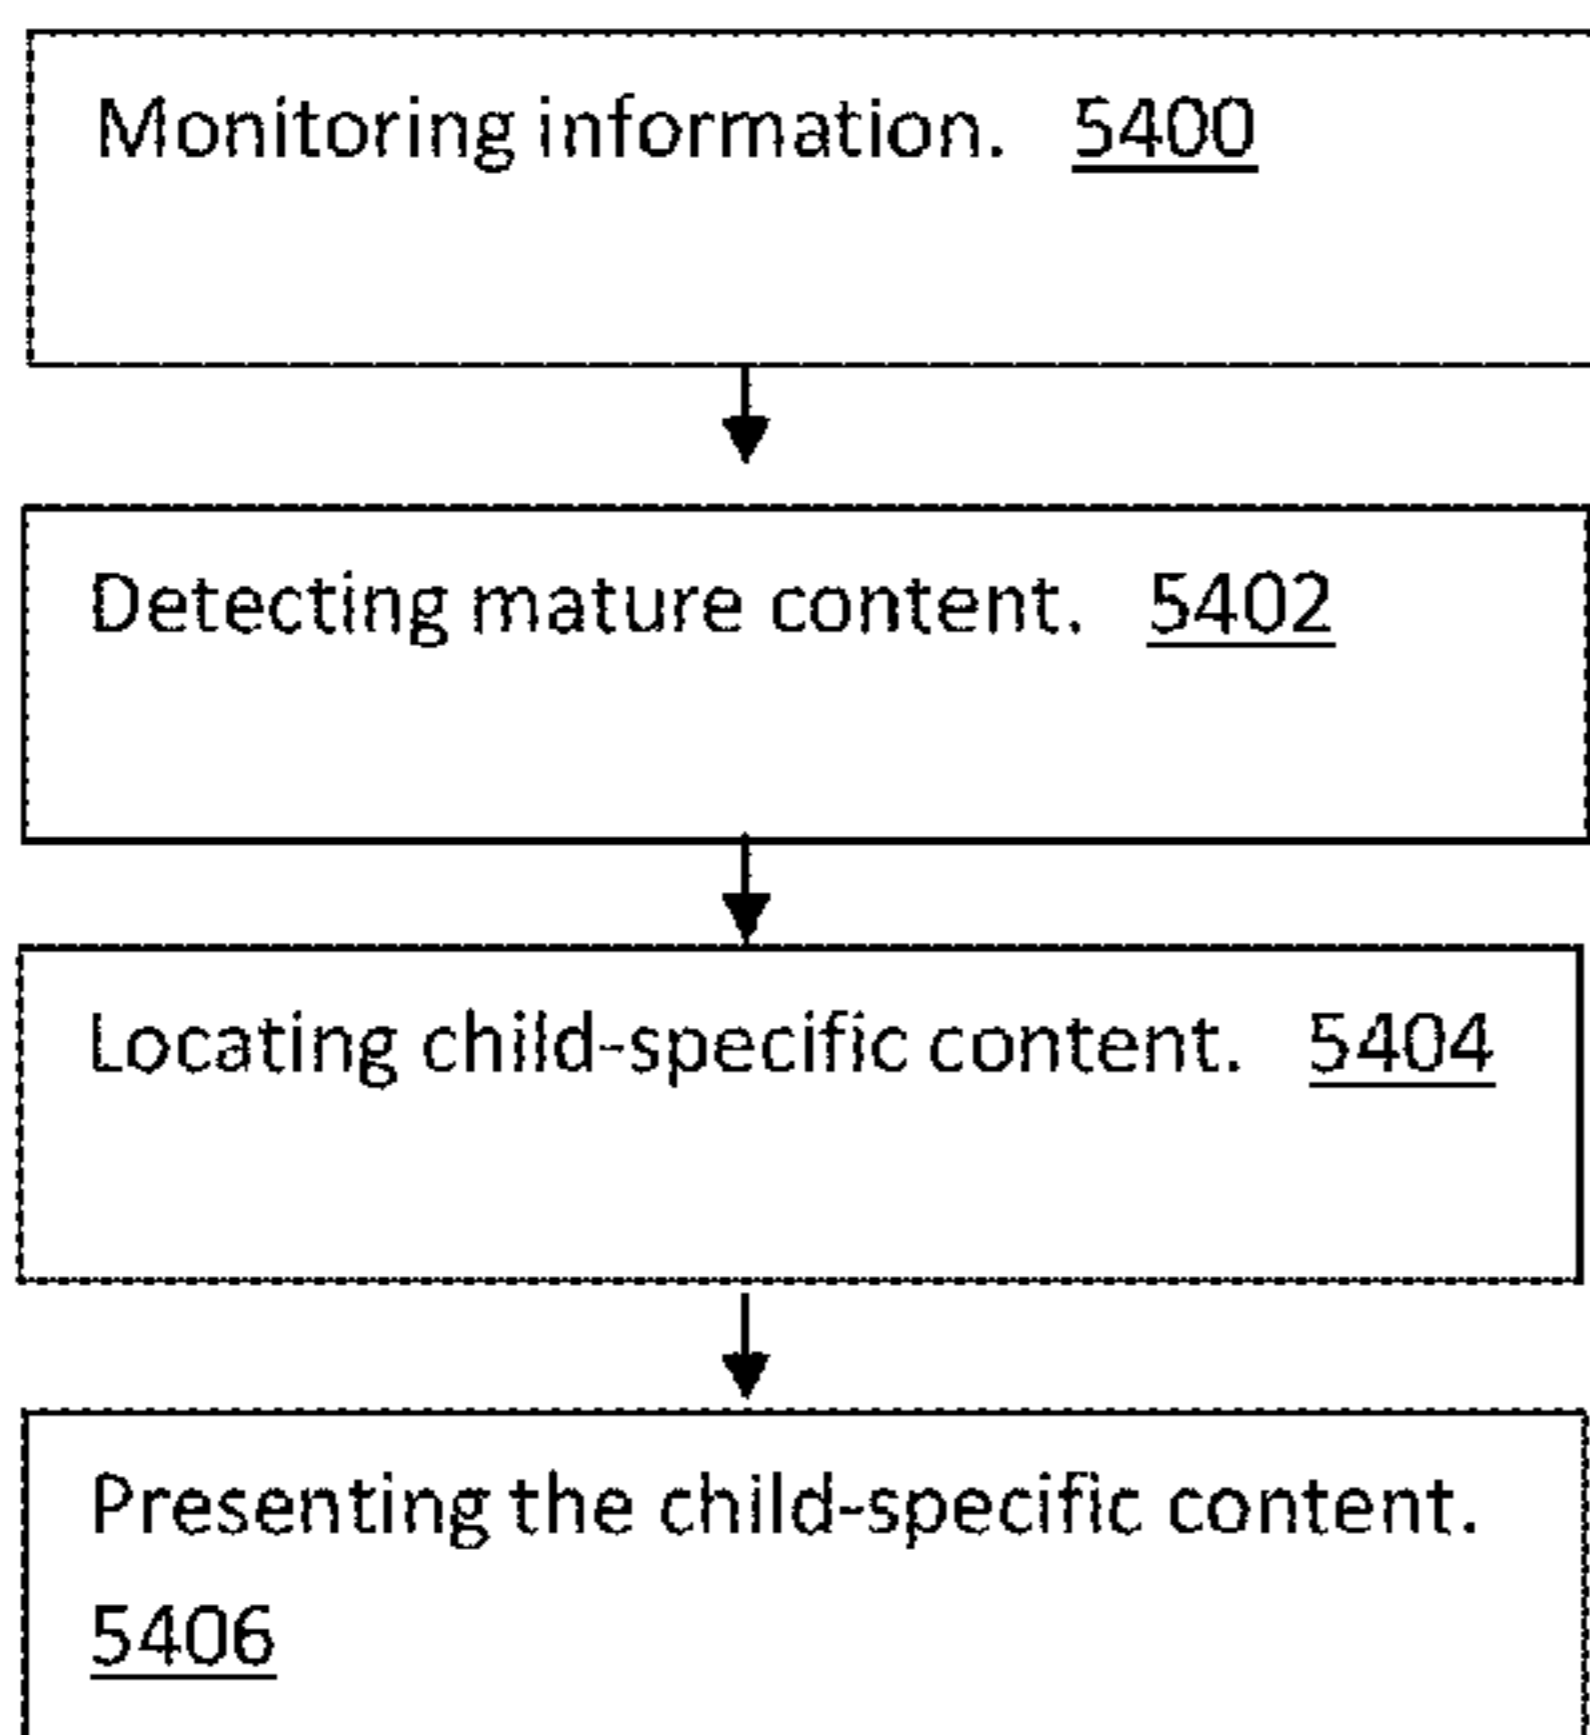 Monitoring information. 5400
Detecting mature content. 5402
Locating child-specific content. 5404
Presenting the child-specific content.
5406